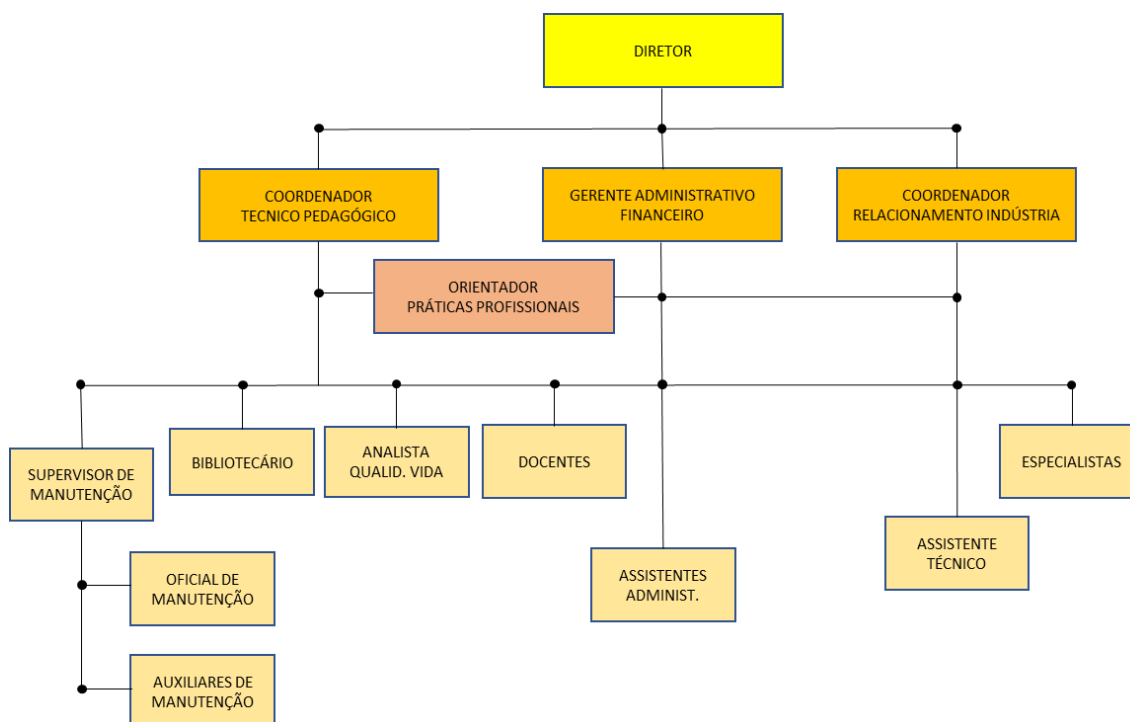 DIRETOR
COORDENADOR
TECNICO PEDAGÓGICO
GERENTE ADMINISTRATIVO
FINANCEIRO
COORDENADOR
RELACIONAMENTO INDÚSTRIA
ORIENTADOR
PRÁTICAS PROFISSIONAIS
SUPERVISOR DE
MANUTENÇÃO
BIBLIOTECÁRIO
ANALISTA
QUALID. VIDA
DOCENTES
ESPECIALISTAS
ASSISTENTES
ADMINIST.
ASSISTENTE
TÉCNICO
OFICIAL DE
MANUTENÇÃO
AUXILIARES DE
MANUTENÇÃO